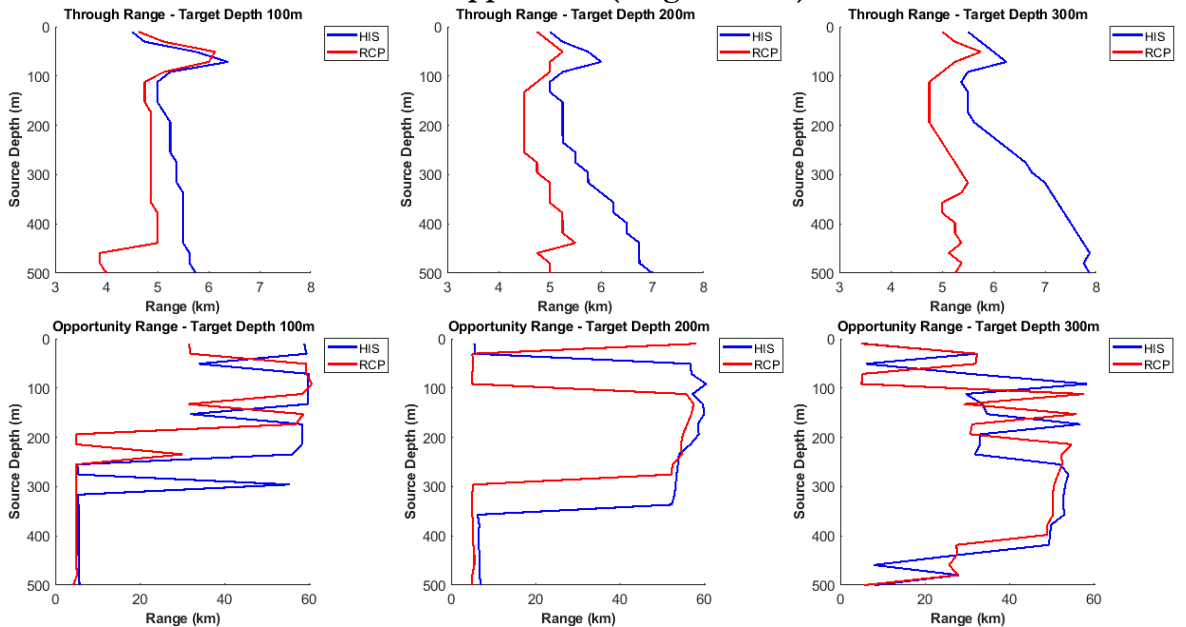 Through Range - Target Depth 100m
0
100
200
300
400
500
Source Depth (m)
3 4 5 6 7 8
Range (km)
HIS
RCP
Through Range - Target Depth 200m
0
100
200
300
400
500
Source Depth (m)
3 4 5 6 7 8
Range (km)
HIS
RCP
Through Range - Target Depth 300m
0
100
200
300
400
500
Source Depth (m)
3 4 5 6 7 8
Range (km)
HIS
RCP
Opportunity Range - Target Depth 100m
0
100
200
300
400
500
Source Depth (m)
0 20 40 60
Range (km)
HIS
RCP
Opportunity Range - Target Depth 200m
0
100
200
300
400
500
Source Depth (m)
0 20 40 60
Range (km)
HIS
RCP
Opportunity Range - Target Depth 300m
0
100
200
300
400
500
Source Depth (m)
0 20 40 60
Range (km)
HIS
RCP